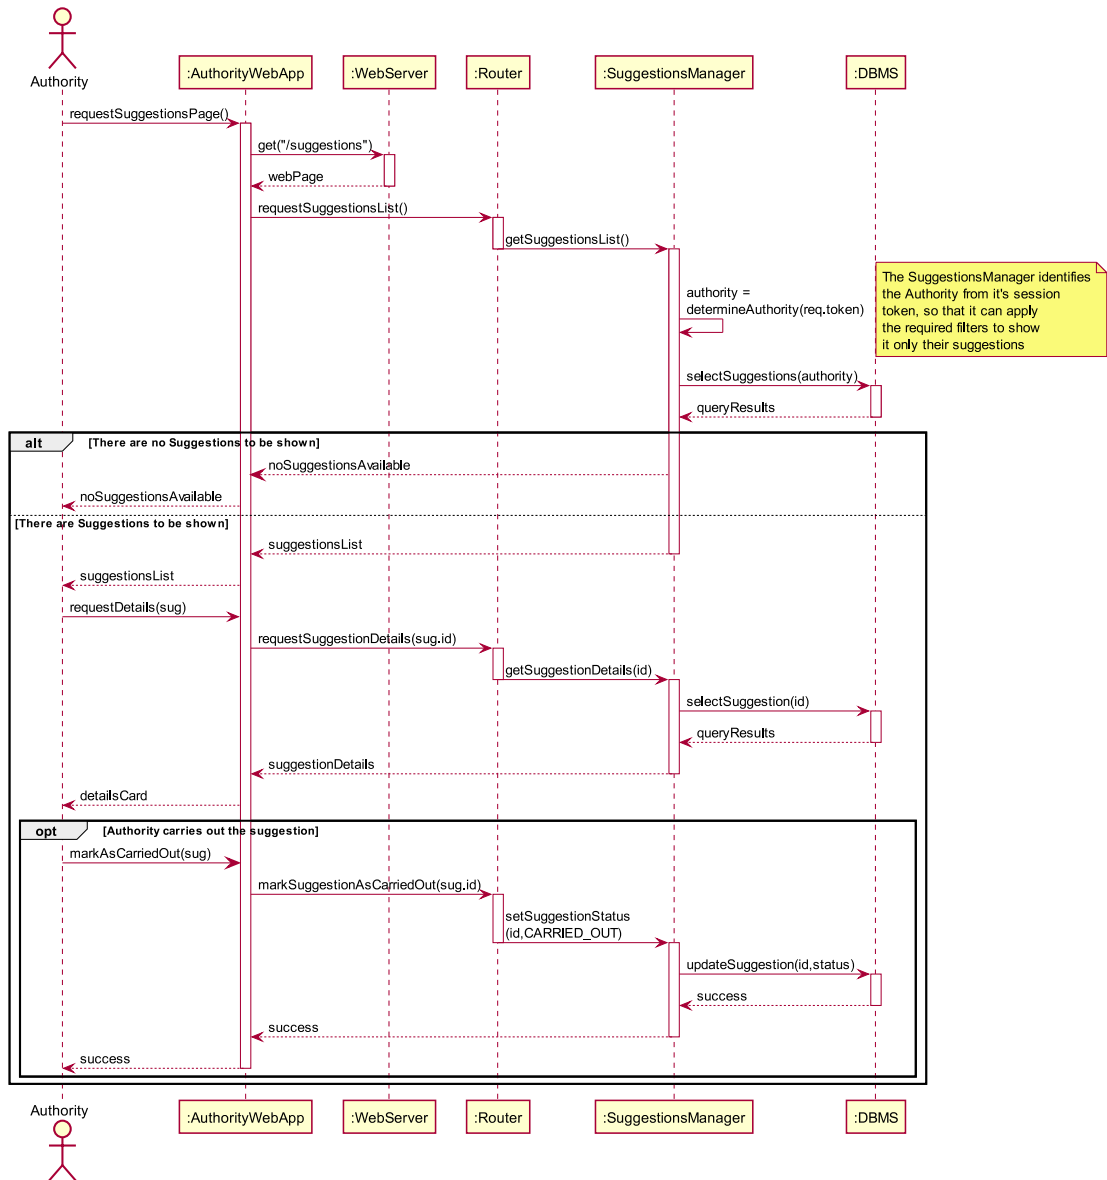 Authority
:AuthorityWebApp
:WebServer
:Router
:SuggestionsManager
:DBMS
requestSuggestionsPage()
get("/suggestions")
webPage
requestSuggestionsList()
getSuggestionsList()
The SuggestionsManager identifies
the Authority from it's session
token, so that it can apply
the required filters to show
it only their suggestions
authority =
determineAuthority(req.token)
selectSuggestions(authority)
queryResults
alt
[There are no Suggestions to be shown]
noSuggestionsAvailable
noSuggestionsAvailable
[There are Suggestions to be shown]
suggestionsList
suggestionsList
requestDetails(sug)
requestSuggestionDetails(sug.id)
getSuggestionDetails(id)
selectSuggestion(id)
queryResults
suggestionDetails
detailsCard
opt
[Authority carries out the suggestion]
markAsCarriedOut(sug)
markSuggestionAsCarriedOut(sug.id)
setSuggestionStatus
(id,CARRIED_OUT)
updateSuggestion(id,status)
success
success
success
Authority
:AuthorityWebApp
:WebServer
:Router
:SuggestionsManager
:DBMS